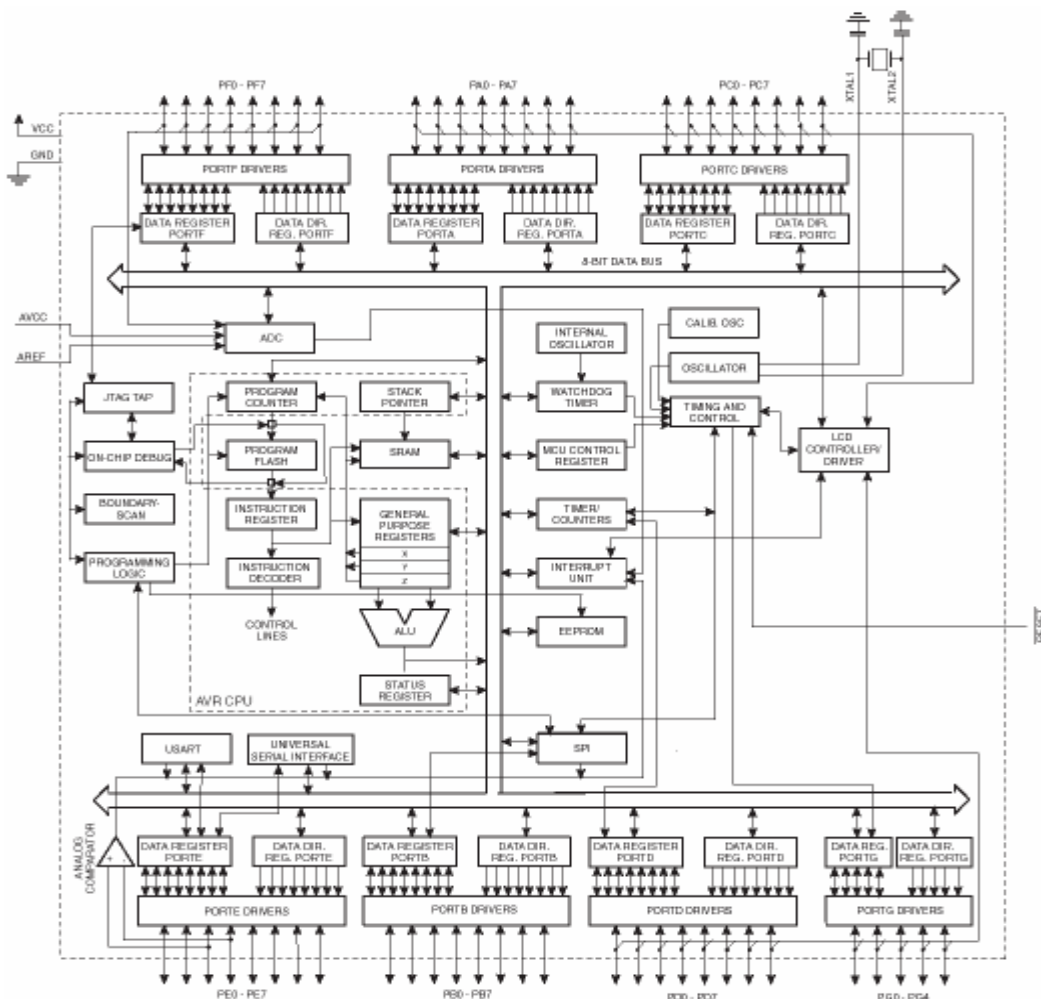 XTAL1
XTAL2
PF0 - PF7
PA0 - PA7
PC0 - PC7
VCC
GND
PORTF DRIVERS
PORTA DRIVERS
PORTC DRIVERS
DATA REGISTER
PORTF
DATA DIR.
REG. PORTF
DATA REGISTER
PORTA
DATA DIR.
REG. PORTA
DATA REGISTER
PORTC
DATA DIR.
REG. PORTC
8-BIT DATA BUS
AVCC
AREF
ADC
INTERNAL
OSCILLATOR
CALIB. OSC
OSCILLATOR
JTAG TAP
PROGRAM
COUNTER
STACK
POINTER
WATCHDOG
TIMER
TIMING AND
CONTROL
LCD
CONTROLLER/
DRIVER
ON-CHIP DEBUG
PROGRAM
FLASH
SRAM
MCU CONTROL
REGISTER
BOUNDARY-
SCAN
INSTRUCTION
REGISTER
GENERAL
PURPOSE
REGISTERS
X
Y
Z
TIMER/
COUNTERS
PROGRAMMING
LOGIC
INSTRUCTION
DECODER
INTERRUPT
UNIT
CONTROL
LINES
ALU
EEPROM
RESET
STATUS
REGISTER
AVR CPU
USART
UNIVERSAL
SERIAL INTERFACE
SPI
ANALOG
COMPARATOR
+ -
DATA REGISTER
PORTE
DATA DIR.
REG. PORTE
DATA REGISTER
PORTB
DATA DIR.
REG. PORTB
DATA REGISTER
PORTD
DATA DIR.
REG. PORTD
DATA REG.
PORTG
DATA DIR.
REG. PORTG
PORTE DRIVERS
PORTB DRIVERS
PORTD DRIVERS
PORTG DRIVERS
PE0 - PE7
PB0 - PB7
PD0 - PD7
PG0 - PG4